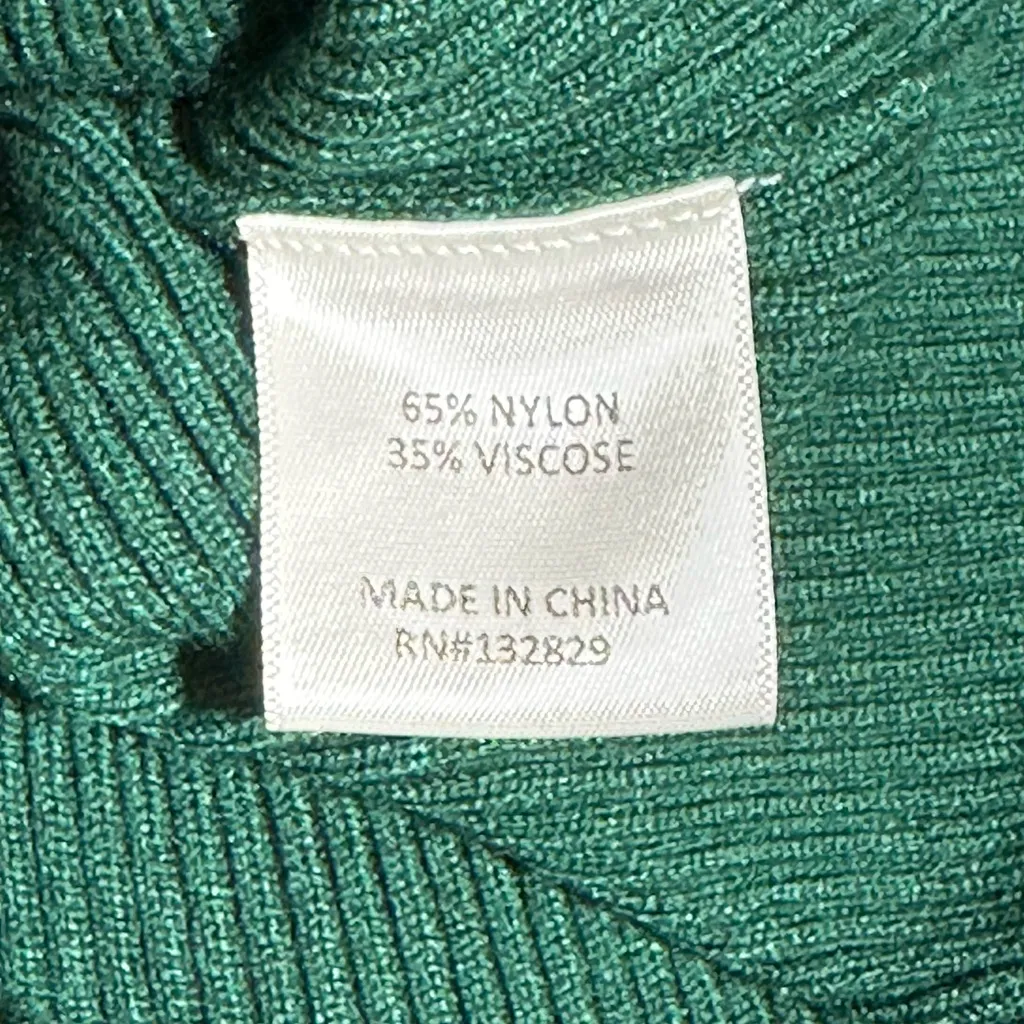 65% NYLON
35% VISCOSE
MADE IN CHINA
RN#132829